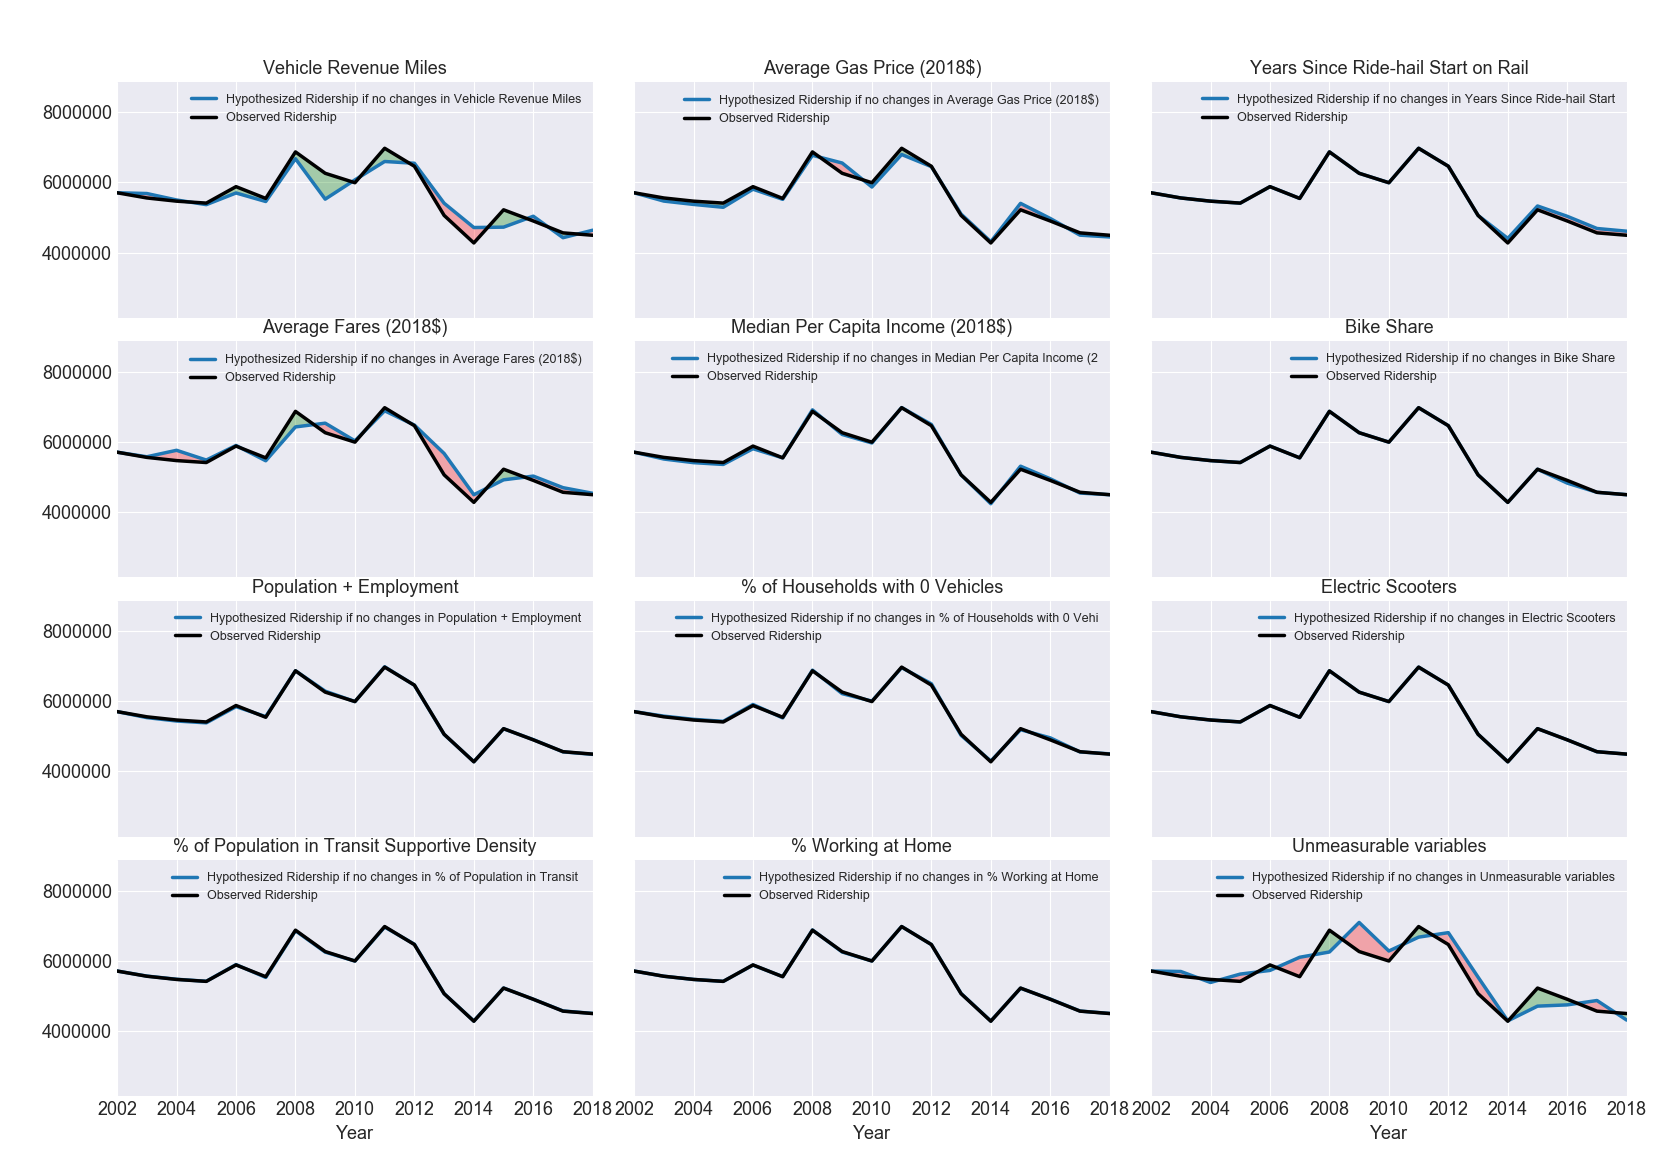 Vehicle Revenue Miles
Hypothesized Ridership if no changes in Vehicle Revenue Miles
Observed Ridership
8000000
6000000
4000000
Average Gas Price (2018$)
Hypothesized Ridership if no changes in Average Gas Price (2018$)
Observed Ridership
Years Since Ride-hail Start on Rail
Hypothesized Ridership if no changes in Years Since Ride-hail Start
Observed Ridership
Average Fares (2018$)
Hypothesized Ridership if no changes in Average Fares (2018$)
Observed Ridership
8000000
6000000
4000000
Median Per Capita Income (2018$)
Hypothesized Ridership if no changes in Median Per Capita Income (2
Observed Ridership
Bike Share
Hypothesized Ridership if no changes in Bike Share
Observed Ridership
Population + Employment
Hypothesized Ridership if no changes in Population + Employment
Observed Ridership
8000000
6000000
4000000
% of Households with 0 Vehicles
Hypothesized Ridership if no changes in % of Households with 0 Vehi
Observed Ridership
Electric Scooters
Hypothesized Ridership if no changes in Electric Scooters
Observed Ridership
% of Population in Transit Supportive Density
Hypothesized Ridership if no changes in % of Population in Transit
Observed Ridership
8000000
6000000
4000000
2002 2004 2006 2008 2010 2012 2014 2016 2018
Year
% Working at Home
Hypothesized Ridership if no changes in % Working at Home
Observed Ridership
2002 2004 2006 2008 2010 2012 2014 2016 2018
Year
Unmeasurable variables
Hypothesized Ridership if no changes in Unmeasurable variables
Observed Ridership
2002 2004 2006 2008 2010 2012 2014 2016 2018
Year